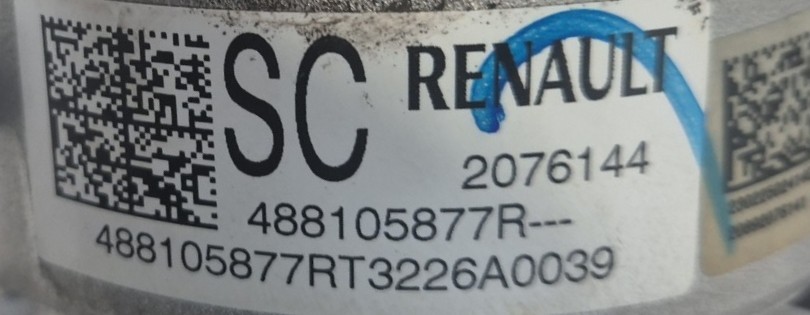 SC RENAULT
2076144
488105877R---
488105877RT3226A0039